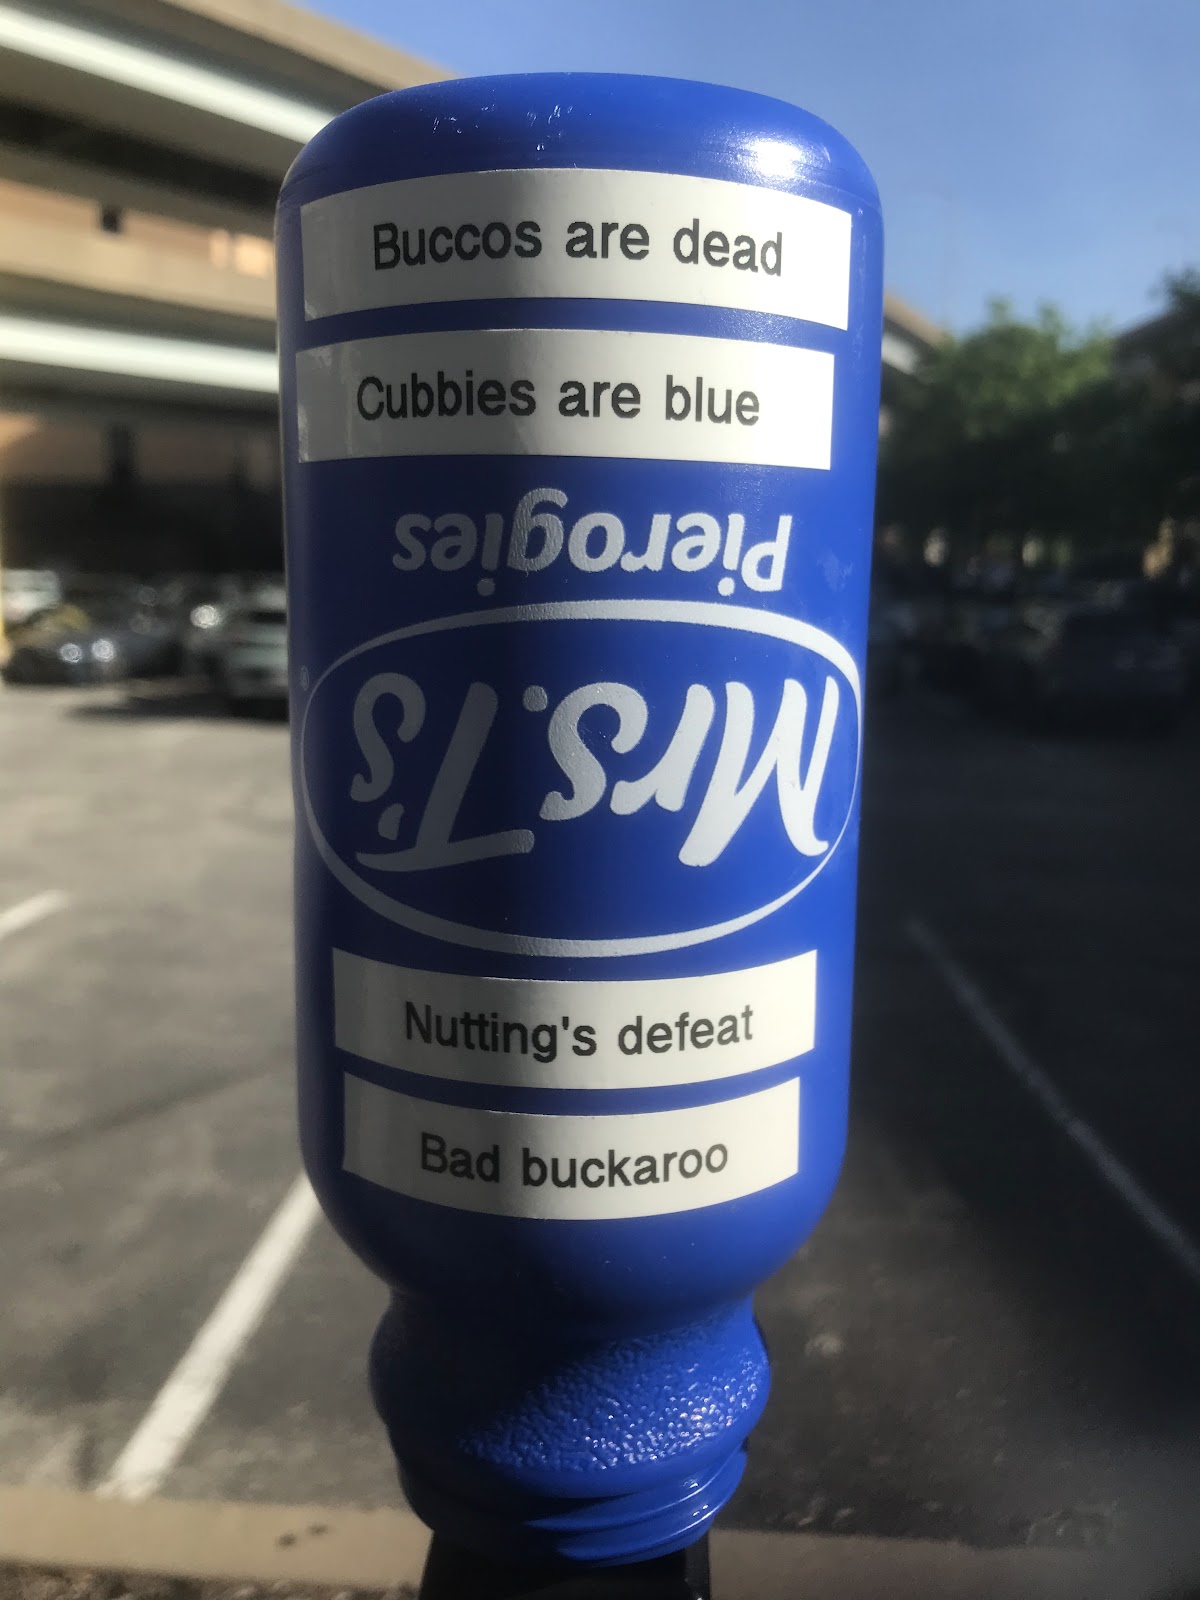 Buccos are dead
Cubbies are blue
Pierogies
Mrs. T's
®
Nutting's defeat
Bad buckaroo